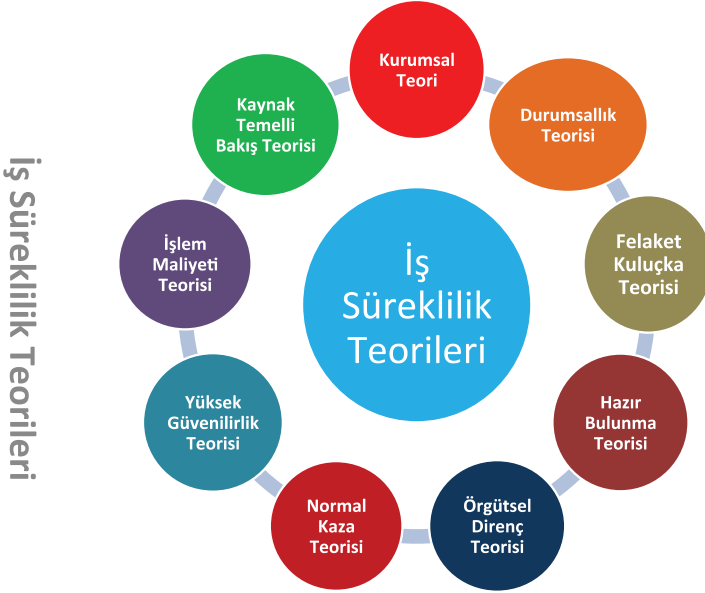 İş Süreklilik Teorileri
Kurumsal
Teori
Durumsallık
Teorisi
Felaket
Kuluçka
Teorisi
Hazır
Bulunma
Teorisi
Örgütsel
Direnç
Teorisi
Normal
Kaza
Teorisi
Yüksek
Güvenilirlik
Teorisi
İşlem
Maliyeti
Teorisi
Kaynak
Temelli
Bakış Teorisi
İş
Süreklilik
Teorileri